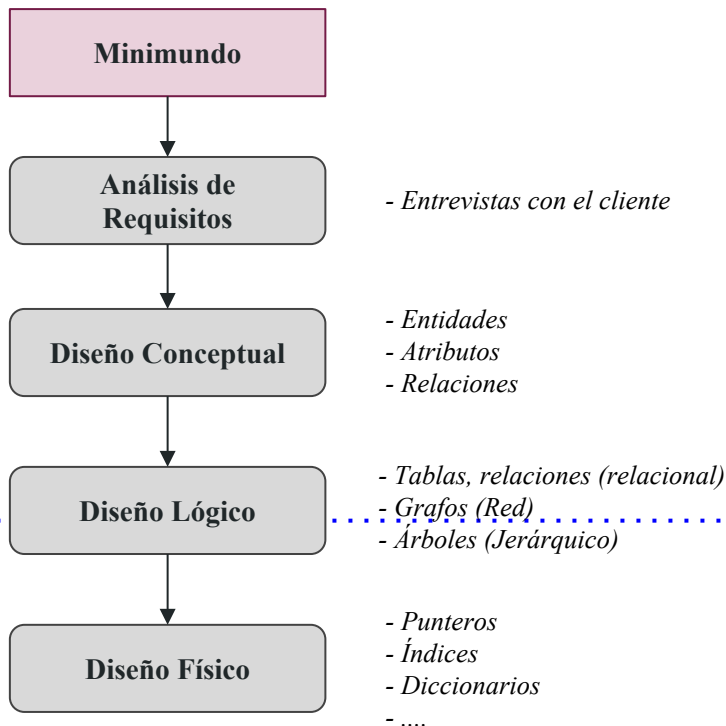 Minimundo
Análisis de
Requisitos
- Entrevistas con el cliente
Diseño Conceptual
- Entidades
- Atributos
- Relaciones
Diseño Lógico
- Tablas, relaciones (relacional)
- Grafos (Red)
- Árboles (Jerárquico)
Diseño Físico
- Punteros
- Índices
- Diccionarios
- ....